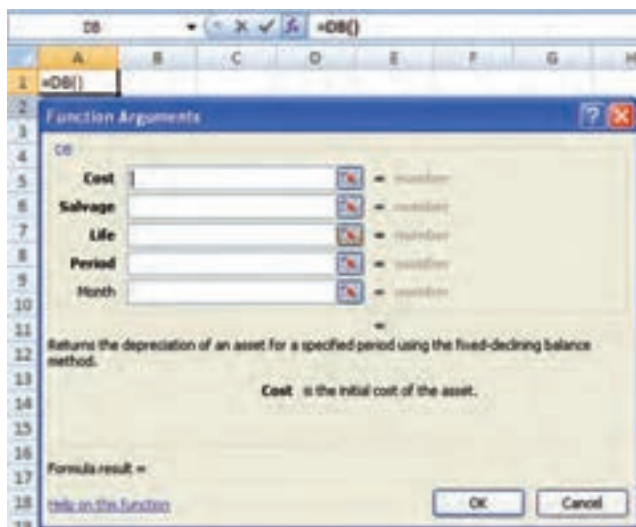 DB =DB()
A B C D E F G H
1 =DB()
2
3 Function Arguments
4 DB
5 Cost = number
6 Salvage = number
7 Life = number
8 Period = number
9 Month = number
10
11 =
12 Returns the depreciation of an asset for a specified period using the fixed-declining balance
method.
13
14 Cost is the initial cost of the asset.
15
16
17 Formula result =
18 Help on this function OK Cancel
19